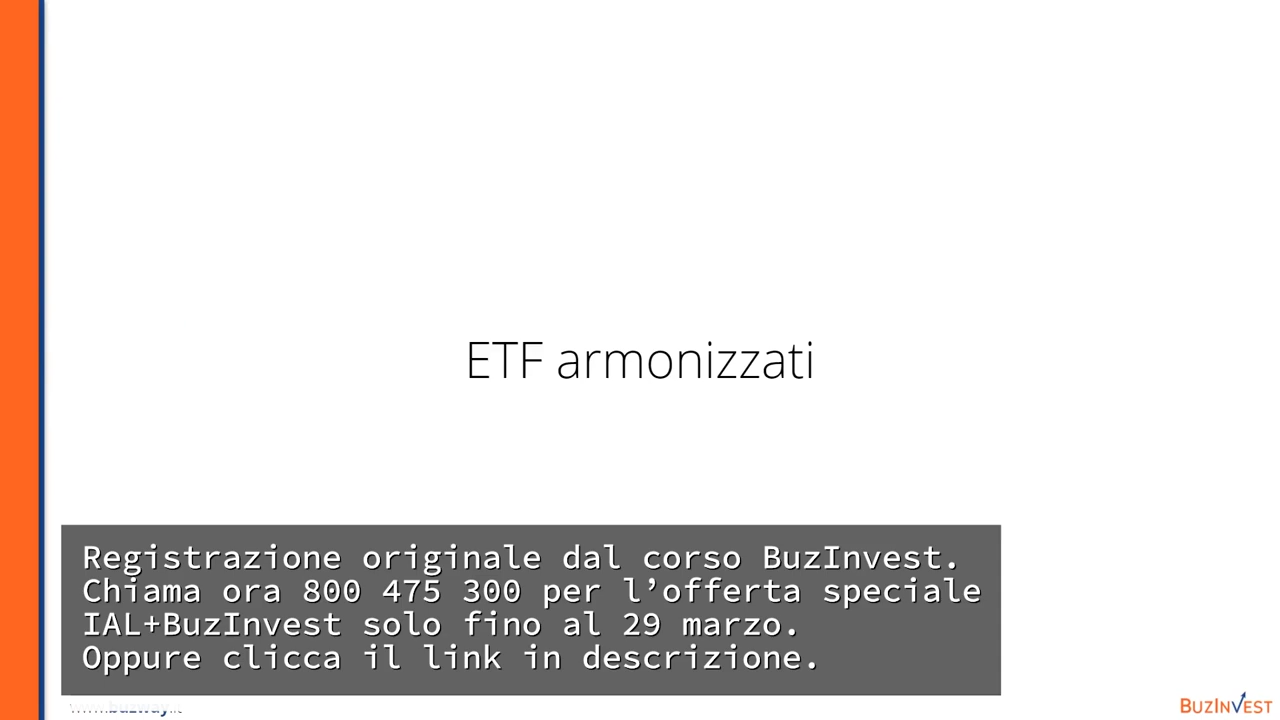 ETF armonizzati
Registrazione originale dal corso BuzInvest.
Chiama ora 800 475 300 per l’offerta speciale
IAL+BuzInvest solo fino al 29 marzo.
Oppure clicca il link in descrizione.
BUZINVEST